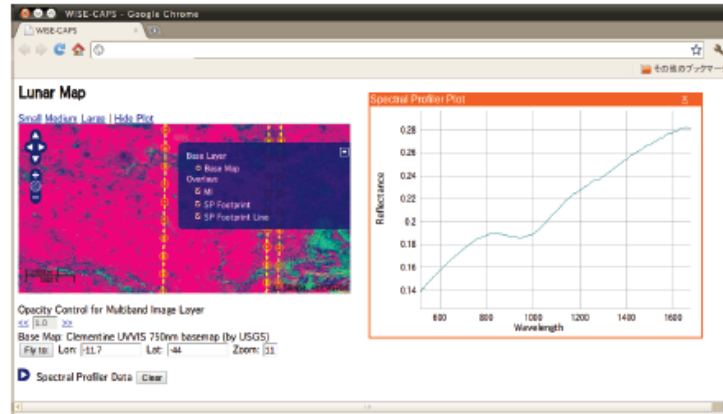 WISE-CAPS - Google Chrome
WISE-CAPS
その他のブックマー
Lunar Map
Small Medium Large | Hide Plot
Base Layer
Base Map
Overlays
MI
SP Footprint
SP Footprint Line
Opacity Control for Multiband Image Layer
<< 1.0 >>
Base Map: Clementine UVVIS 750nm basemap (by USGS)
Fly to: Lon: -11.7 Lat: -44 Zoom: 11
Spectral Profiler Data Clear
Spectral Profiler Plot X
0.28
0.26
0.24
0.2
0.18
0.16
0.14
Reflectance
600 800 1000 1200 1400 1600
Wavelength